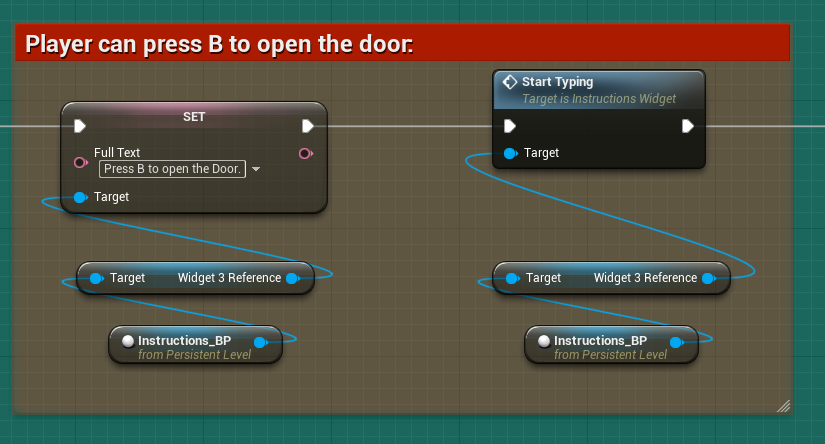 Player can press B to open the door:
SET
Full Text
Press B to open the Door.
Target
Target Widget 3 Reference
Instructions_BP
from Persistent Level
Start Typing
Target is Instructions Widget
Target
Target Widget 3 Reference
Instructions_BP
from Persistent Level